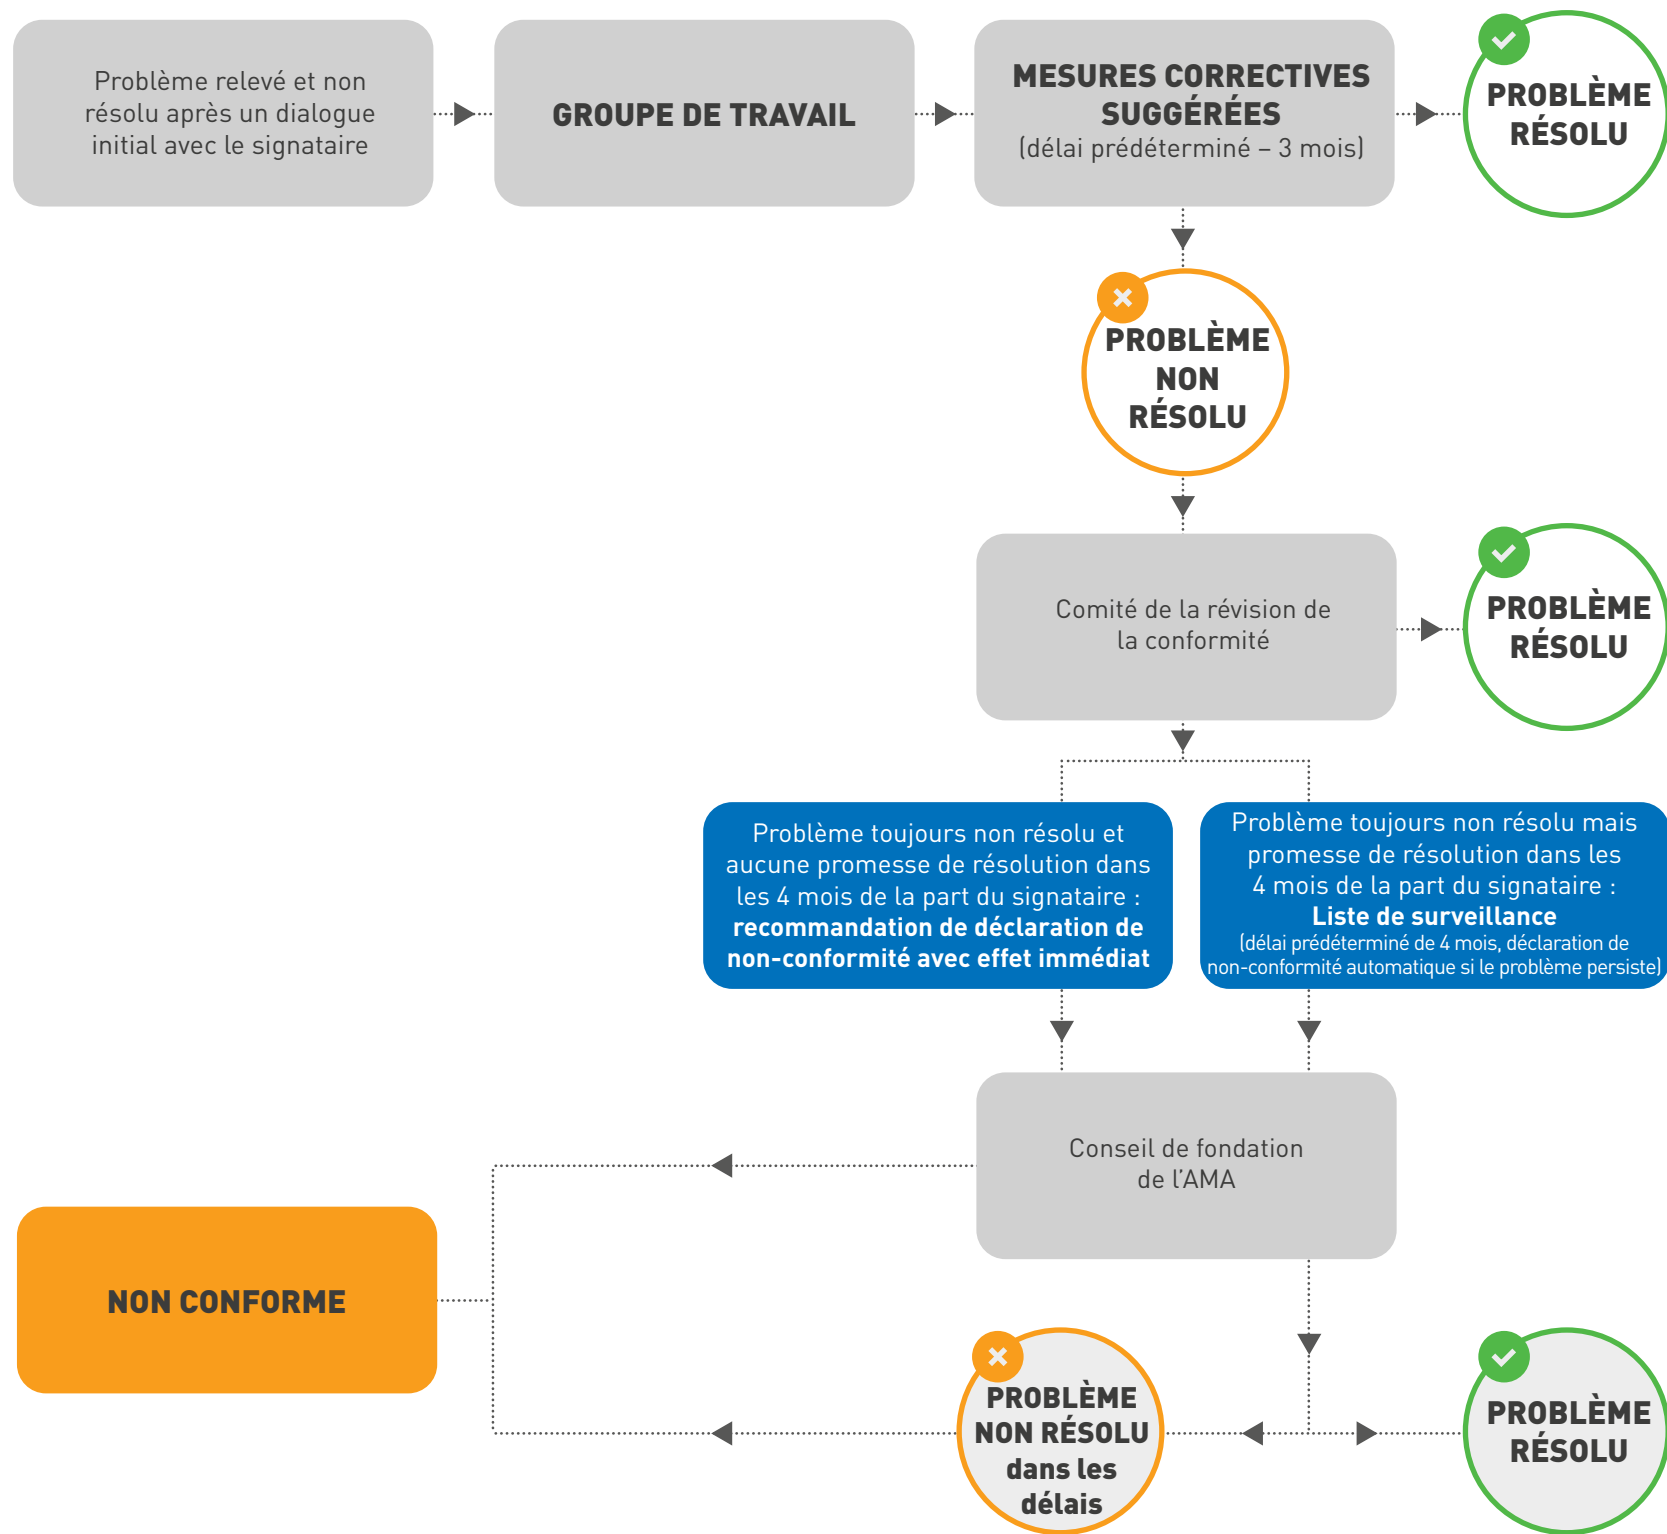 Problème relevé et non
résolu après un dialogue
initial avec le signataire
GROUPE DE TRAVAIL
MESURES CORRECTIVES
SUGGÉRÉES
(délai prédéterminé – 3 mois)
PROBLÈME
RÉSOLU
PROBLÈME
NON
RÉSOLU
Comité de la révision de
la conformité
PROBLÈME
RÉSOLU
Problème toujours non résolu et
aucune promesse de résolution dans
les 4 mois de la part du signataire :
recommandation de déclaration de
non-conformité avec effet immédiat
Problème toujours non résolu mais
promesse de résolution dans les
4 mois de la part du signataire :
Liste de surveillance
(délai prédéterminé de 4 mois, déclaration de
non-conformité automatique si le problème persiste)
Conseil de fondation
de l’AMA
NON CONFORME
PROBLÈME
NON RÉSOLU
dans les
délais
PROBLÈME
RÉSOLU